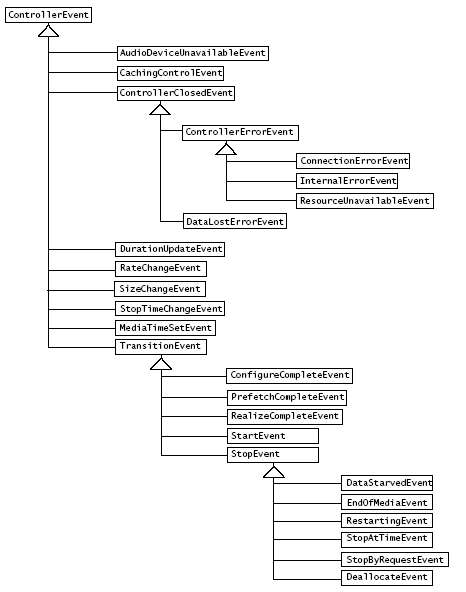 ControllerEvent
AudioDeviceUnavailableEvent
CachingControlEvent
ControllerClosedEvent
ControllerErrorEvent
ConnectionErrorEvent
InternalErrorEvent
ResourceUnavailableEvent
DataLostErrorEvent
DurationUpdateEvent
RateChangeEvent
SizeChangeEvent
StopTimeChangeEvent
MediaTimeSetEvent
TransitionEvent
ConfigureCompleteEvent
PrefetchCompleteEvent
RealizeCompleteEvent
StartEvent
StopEvent
DataStarvedEvent
EndOfMediaEvent
RestartingEvent
StopAtTimeEvent
StopByRequestEvent
DeallocateEvent